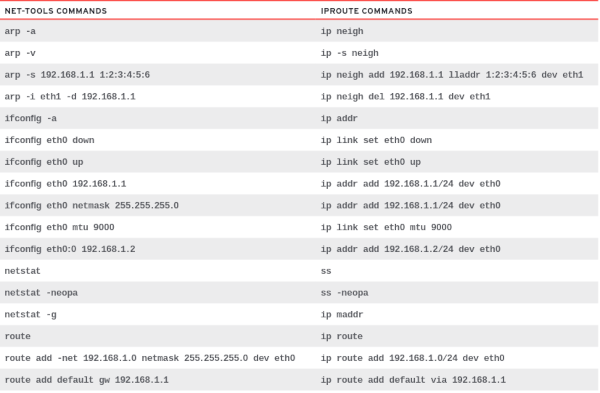 NET-TOOLS COMMANDS IPROUTE COMMANDS
arp -a ip neigh
arp -v ip -s neigh
arp -s 192.168.1.1 1:2:3:4:5:6 ip neigh add 192.168.1.1 lladdr 1:2:3:4:5:6 dev eth1
arp -i eth1 -d 192.168.1.1 ip neigh del 192.168.1.1 dev eth1
ifconfig -a ip addr
ifconfig eth0 down ip link set eth0 down
ifconfig eth0 up ip link set eth0 up
ifconfig eth0 192.168.1.1 ip addr add 192.168.1.1/24 dev eth0
ifconfig eth0 netmask 255.255.255.0 ip addr add 192.168.1.1/24 dev eth0
ifconfig eth0 mtu 9000 ip link set eth0 mtu 9000
ifconfig eth0:0 192.168.1.2 ip addr add 192.168.1.2/24 dev eth0
netstat ss
netstat -neopa ss -neopa
netstat -g ip maddr
route ip route
route add -net 192.168.1.0 netmask 255.255.255.0 dev eth0 ip route add 192.168.1.0/24 dev eth0
route add default gw 192.168.1.1 ip route add default via 192.168.1.1